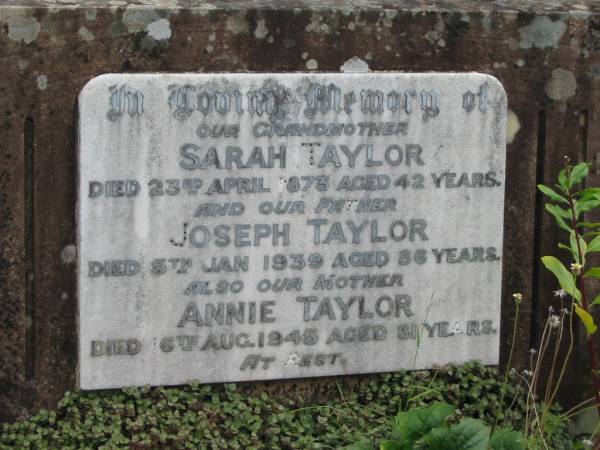 In Loving Memory of
OUR GRANDMOTHER
SARAH TAYLOR
DIED 23RD APRIL 1873 AGED 42 YEARS.
AND OUR FATHER
JOSEPH TAYLOR
DIED 5TH JAN 1939 AGED 86 YEARS.
ALSO OUR MOTHER
ANNIE TAYLOR
DIED 6TH AUG. 1945 AGED 81 YEARS.
AT REST.